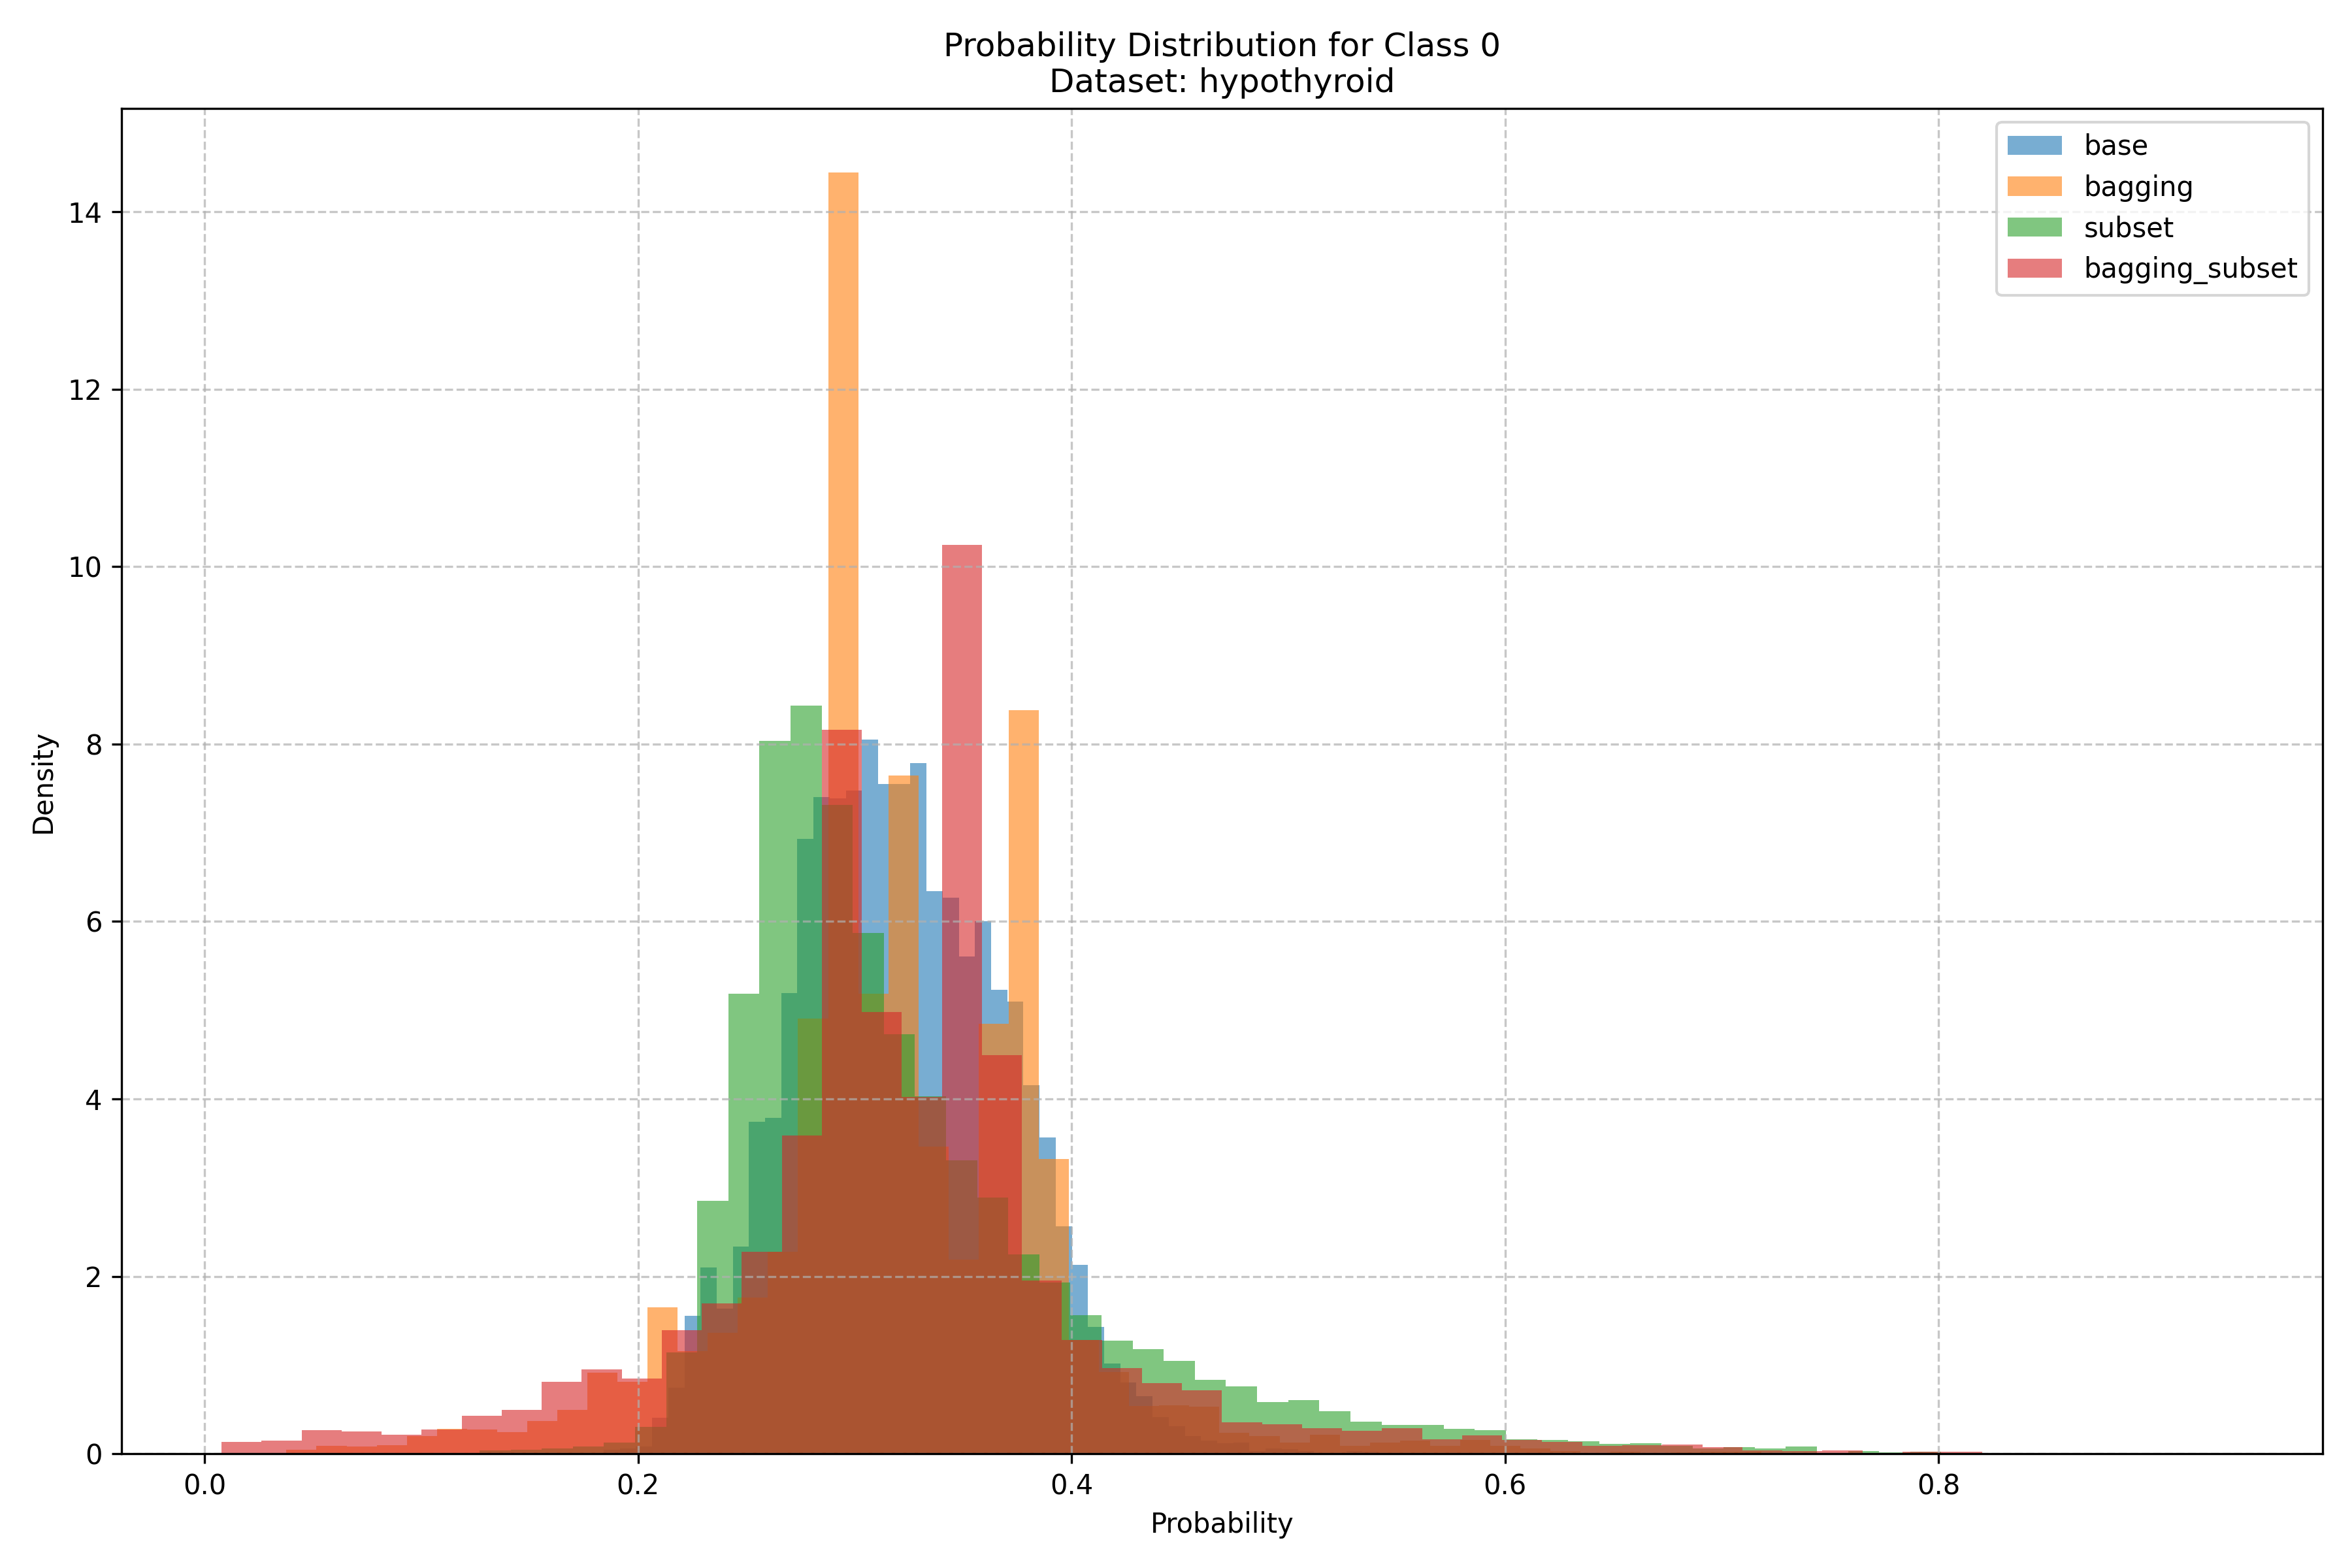 Probability Distribution for Class 0
Dataset: hypothyroid
base
bagging
subset
bagging_subset
Density
14
12
10
8
6
4
2
0
0.0 0.2 0.4 0.6 0.8
Probability